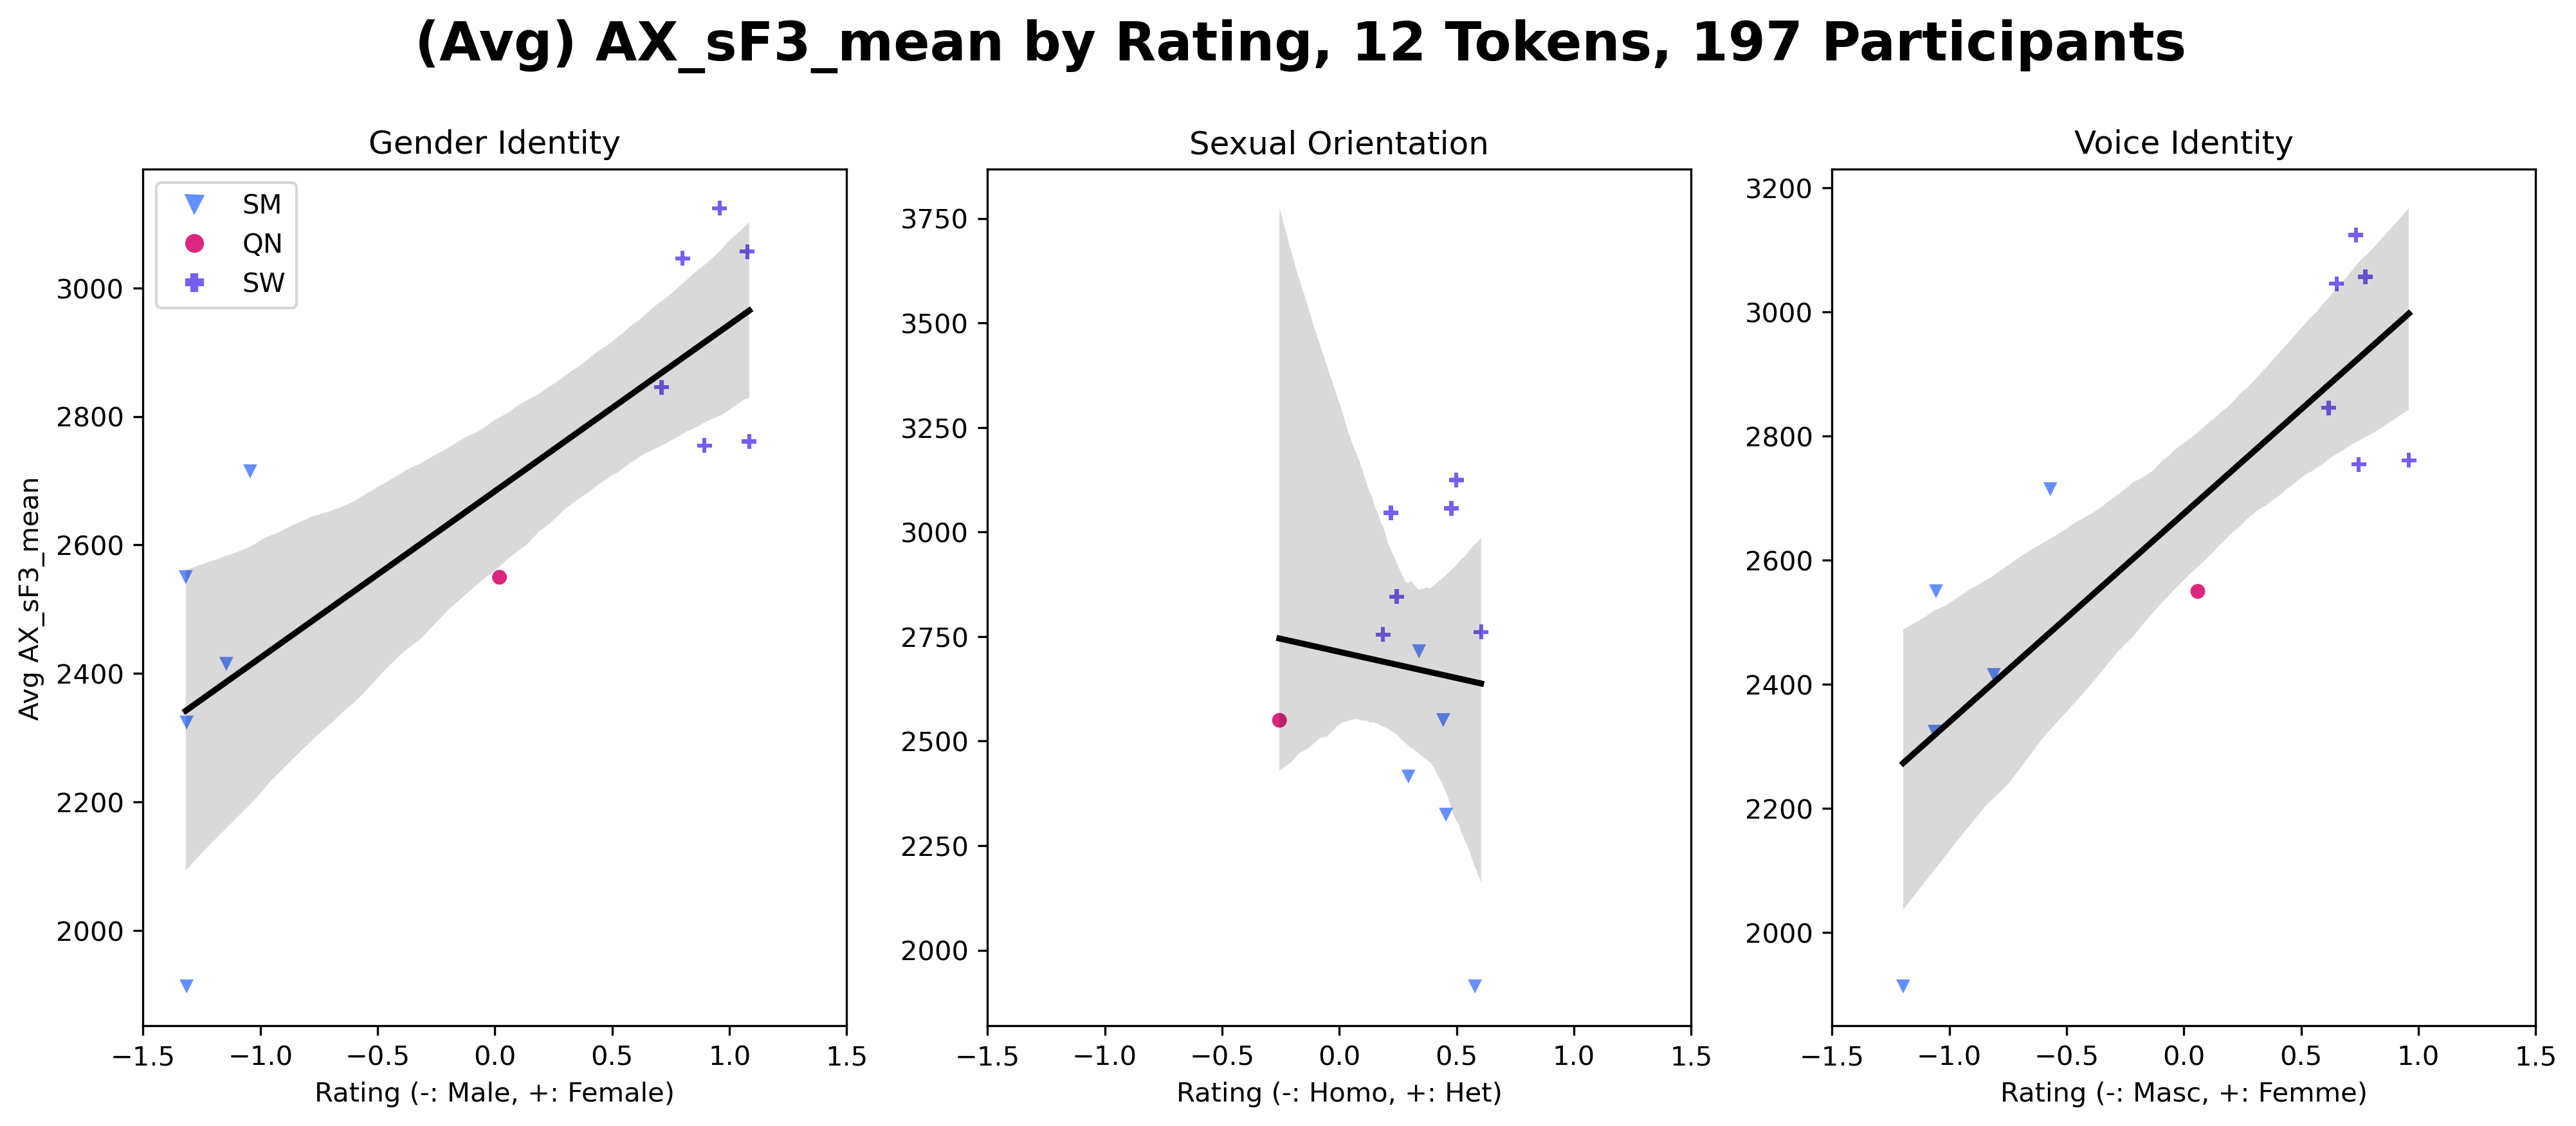 (Avg) AX_sF3_mean by Rating, 12 Tokens, 197 Participants
Gender Identity
SM
QN
SW
Avg AX_sF3_mean
3000
2800
2600
2400
2200
2000
−1.5 −1.0 −0.5 0.0 0.5 1.0 1.5
Rating (-: Male, +: Female)
Sexual Orientation
3750
3500
3250
3000
2750
2500
2250
2000
−1.5 −1.0 −0.5 0.0 0.5 1.0 1.5
Rating (-: Homo, +: Het)
Voice Identity
3200
3000
2800
2600
2400
2200
2000
−1.5 −1.0 −0.5 0.0 0.5 1.0 1.5
Rating (-: Masc, +: Femme)